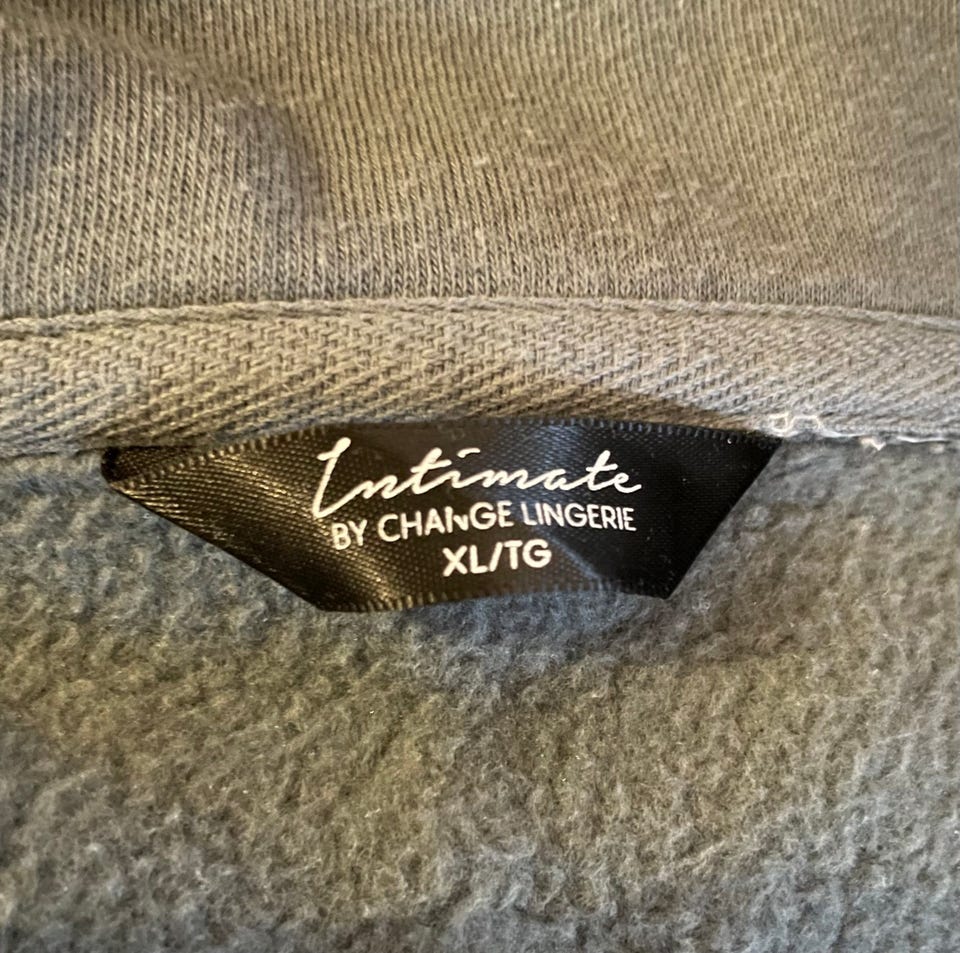 Intimate
BY CHANGE LINGERIE
XL/TG